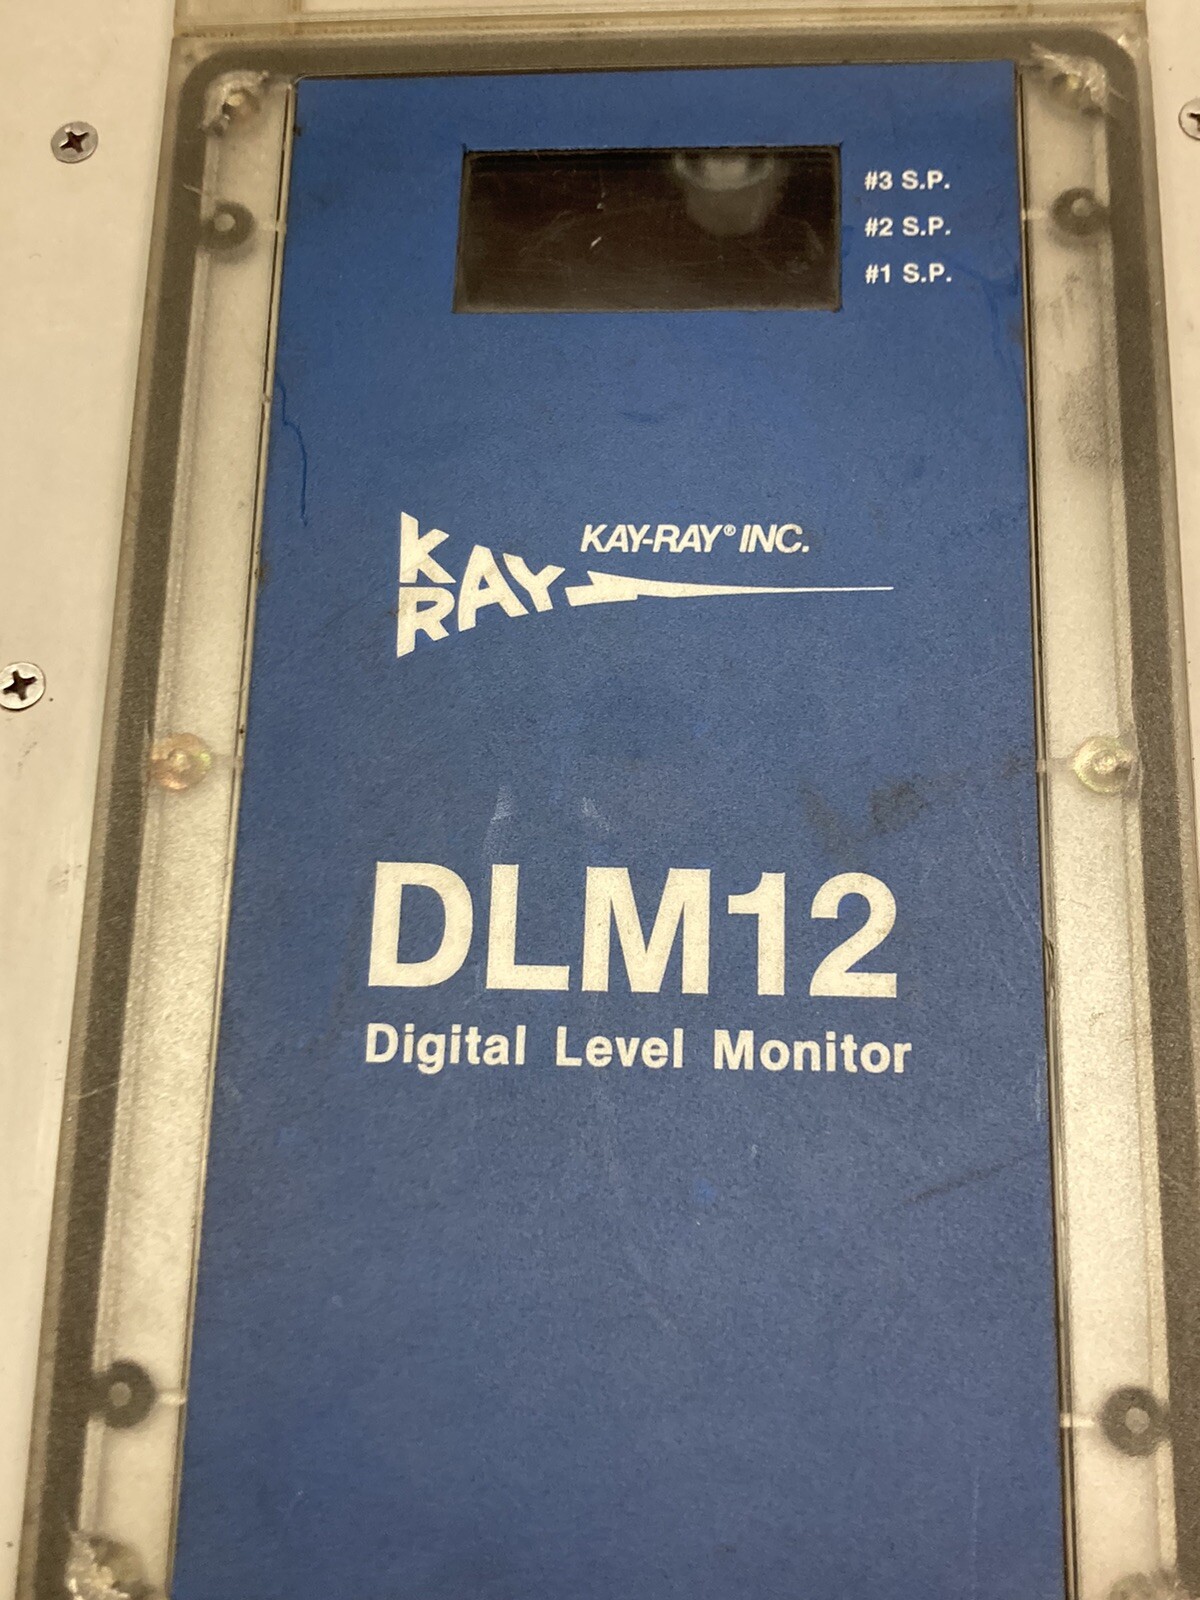 #3 S.P.
#2 S.P.
#1 S.P.
K RAY
KAY-RAY® INC.
DLM12
Digital Level Monitor